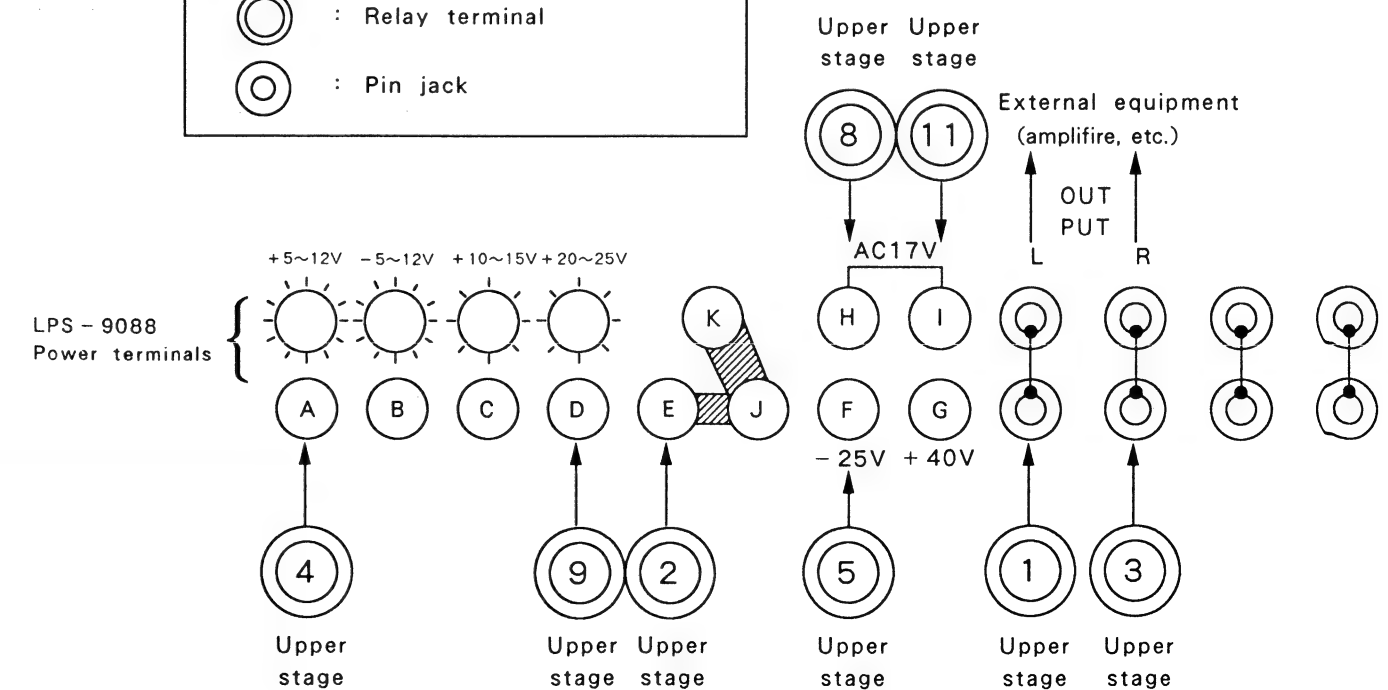 : Relay terminal
: Pin jack
Upper Upper
stage stage
8 11
External equipment
(amplifire, etc.)
OUT
PUT
L R
AC17V
+5~12V −5~12V +10~15V +20~25V
LPS−9088
Power terminals
K H I
A B C D E J F G
−25V +40V
4 9 2 5 1 3
Upper Upper Upper Upper Upper Upper
stage stage stage stage stage stage